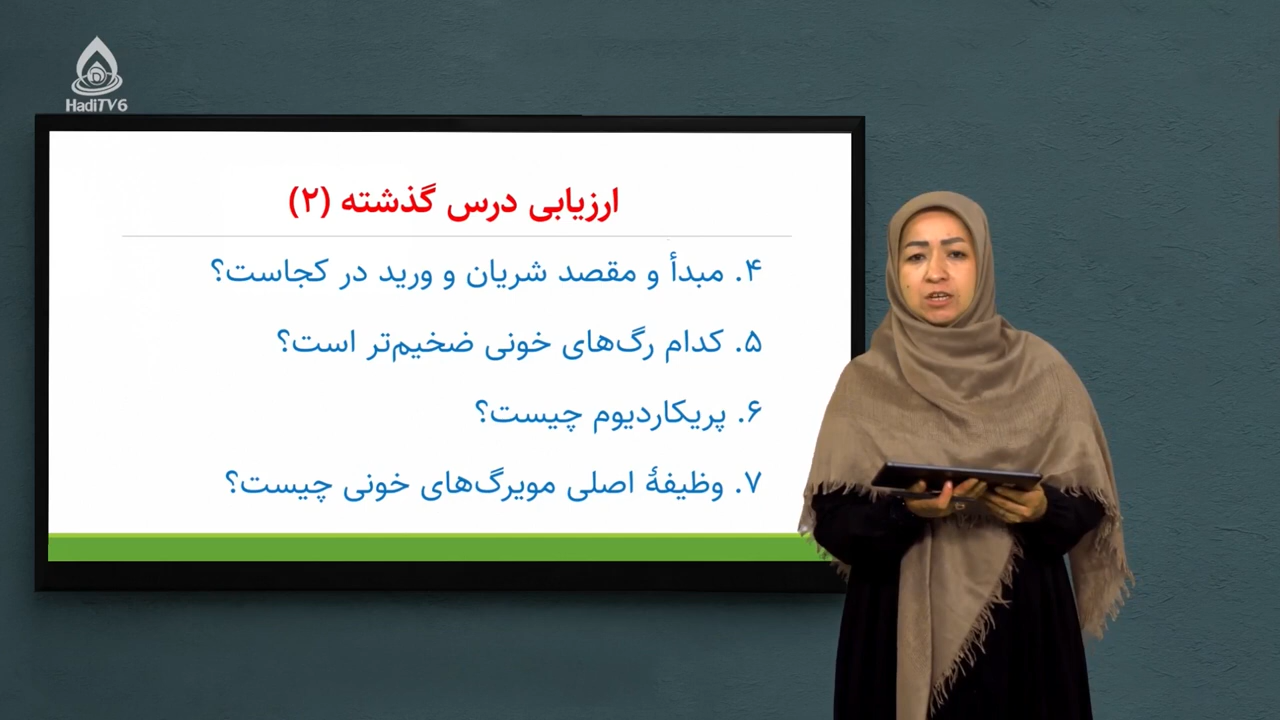 HadiTV6
ارزیابی درس گذشته (۲)
۴. مبدأ و مقصد شریان و ورید در کجاست؟
۵. کدام رگ‌های خونی ضخیم‌تر است؟
۶. پریکاردیوم چیست؟
۷. وظیفهٔ اصلی مویرگ‌های خونی چیست؟